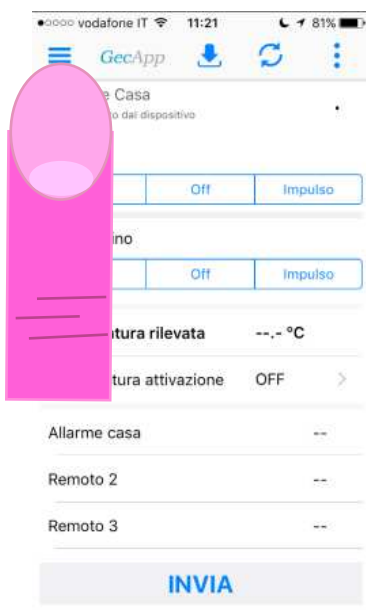 vodafone IT 11:21 81%
GecApp
e Casa
o dal dispositivo
Off Impulso
ino
Off Impulso
tura rilevata --.- °C
tura attivazione OFF
Allarme casa --
Remoto 2 --
Remoto 3 --
INVIA